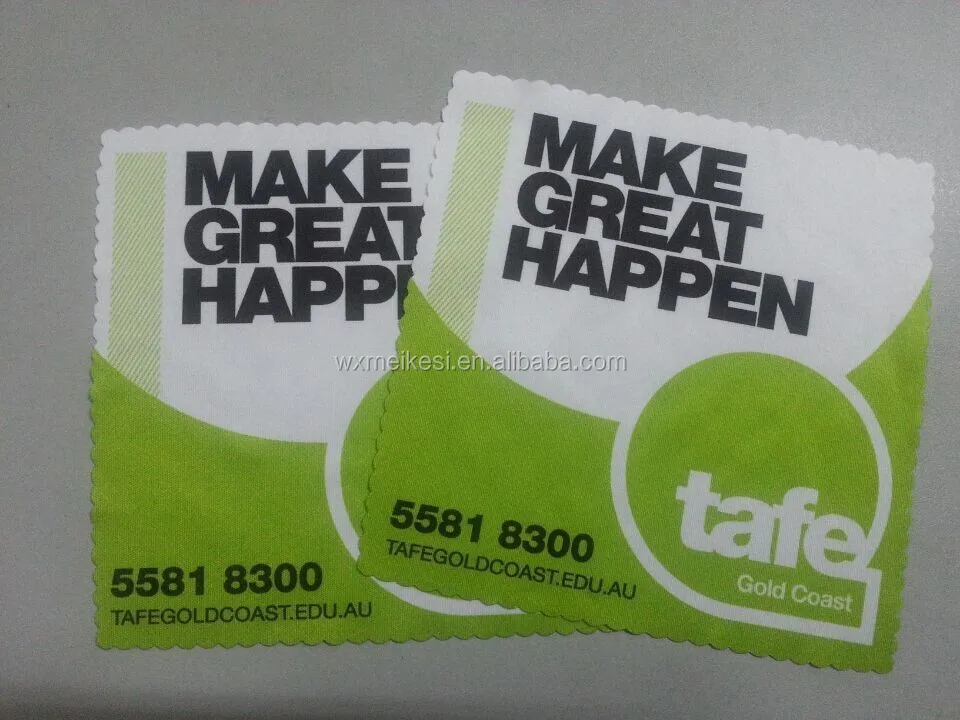 MAKE
GREAT
HAPPI
5581 8300
TAFEGOLDCOAST.EDU.AU
MAKE
GREAT
HAPPEN
5581 8300
TAFEGOLDCOAST.EDU.AU
tafe
Gold Coast
wxmeikesi.en.alibaba.com